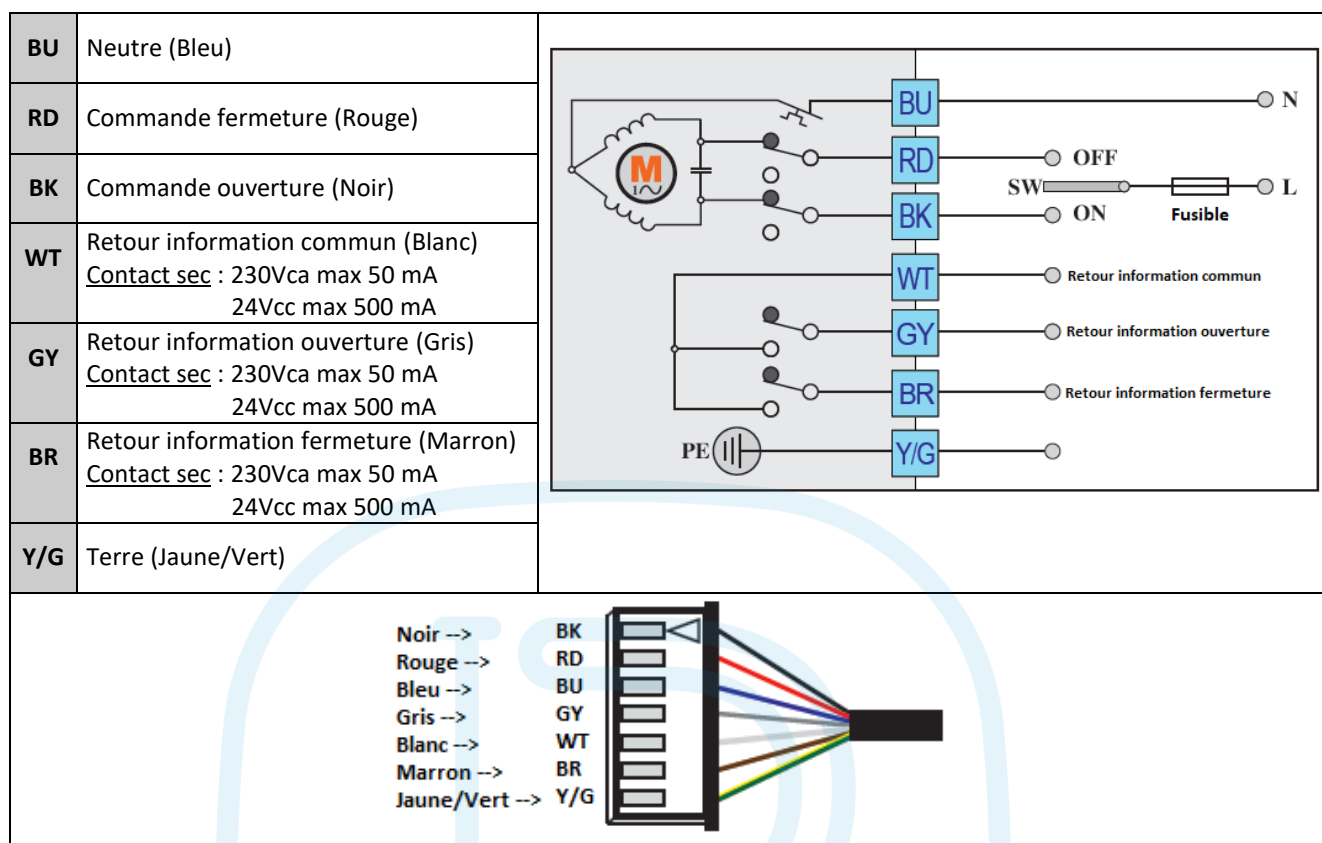 BU Neutre (Bleu)
RD Commande fermeture (Rouge)
BK Commande ouverture (Noir)
WT Retour information commun (Blanc)
Contact sec : 230Vca max 50 mA
24Vcc max 500 mA
GY Retour information ouverture (Gris)
Contact sec : 230Vca max 50 mA
24Vcc max 500 mA
BR Retour information fermeture (Marron)
Contact sec : 230Vca max 50 mA
24Vcc max 500 mA
Y/G Terre (Jaune/Vert)
BU N
M
1
RD OFF
SW L
BK ON Fusible
WT Retour information commun
GY Retour information ouverture
BR Retour information fermeture
PE Y/G
Noir --> BK
Rouge --> RD
Bleu --> BU
Gris --> GY
Blanc --> WT
Marron --> BR
Jaune/Vert --> Y/G